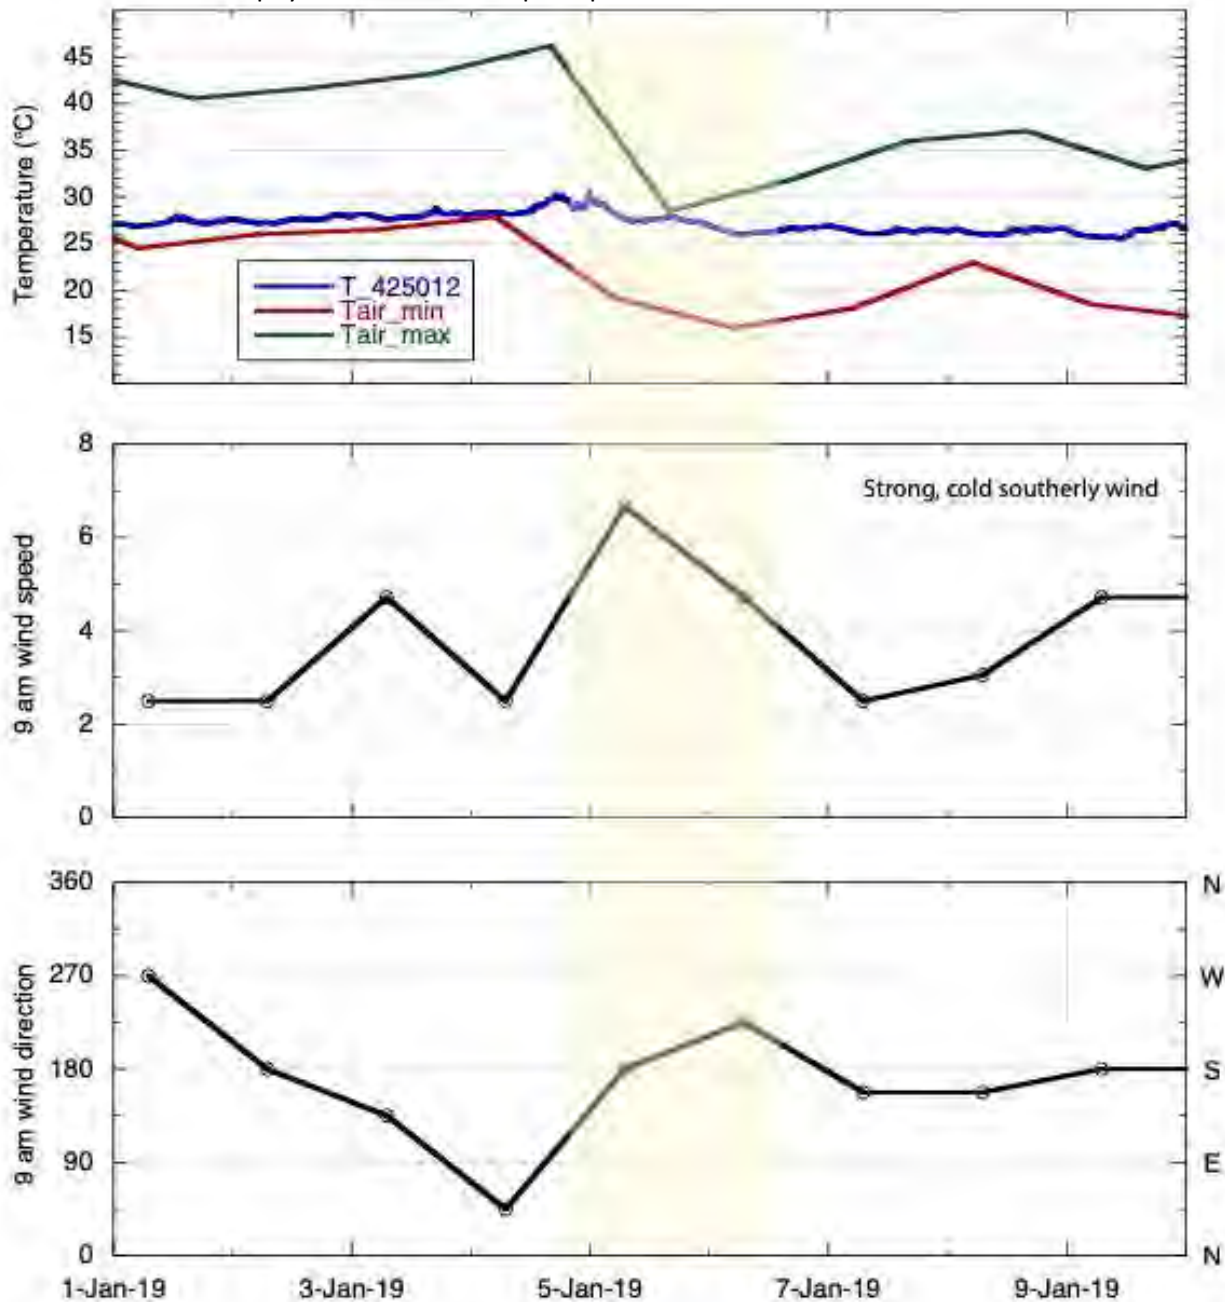 45
40
35
30
25
20
15
Temperature (°C)
T_425012
Tair_min
Tair_max
8
6
4
2
0
9 am wind speed
Strong, cold southerly wind
360
270
180
90
0
9 am wind direction
N
W
S
E
N
1-Jan-19 3-Jan-19 5-Jan-19 7-Jan-19 9-Jan-19